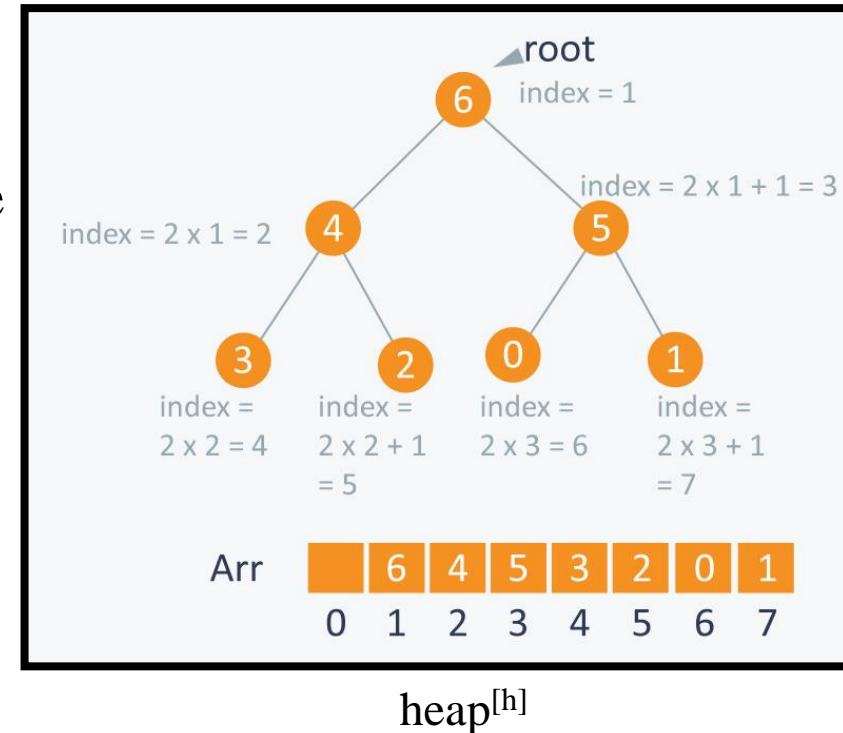 root
6
index = 1
index = 2 x 1 + 1 = 3
index = 2 x 1 = 2
4
5
3
2
0
1
index =
2 x 2 = 4
index =
2 x 2 + 1
= 5
index =
2 x 3 = 6
index =
2 x 3 + 1
= 7
Arr
6 4 5 3 2 0 1
0 1 2 3 4 5 6 7
heap[h]
e